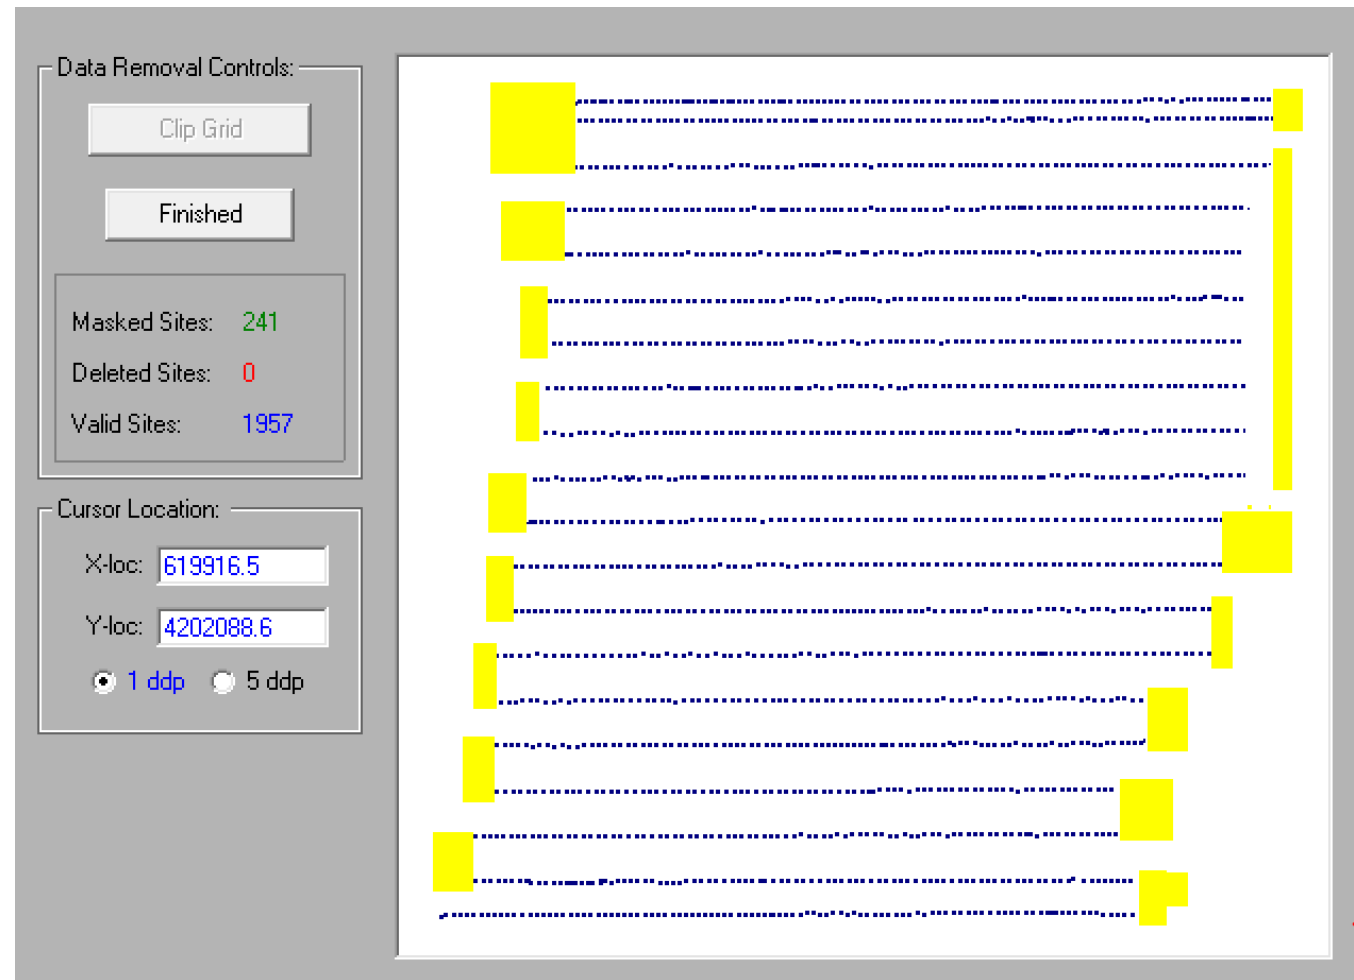 Data Removal Controls:
Clip Grid
Finished
Masked Sites: 241
Deleted Sites: 0
Valid Sites: 1957
Cursor Location:
X-loc: 619916.5
Y-loc: 4202088.6
1 ddp 5 ddp